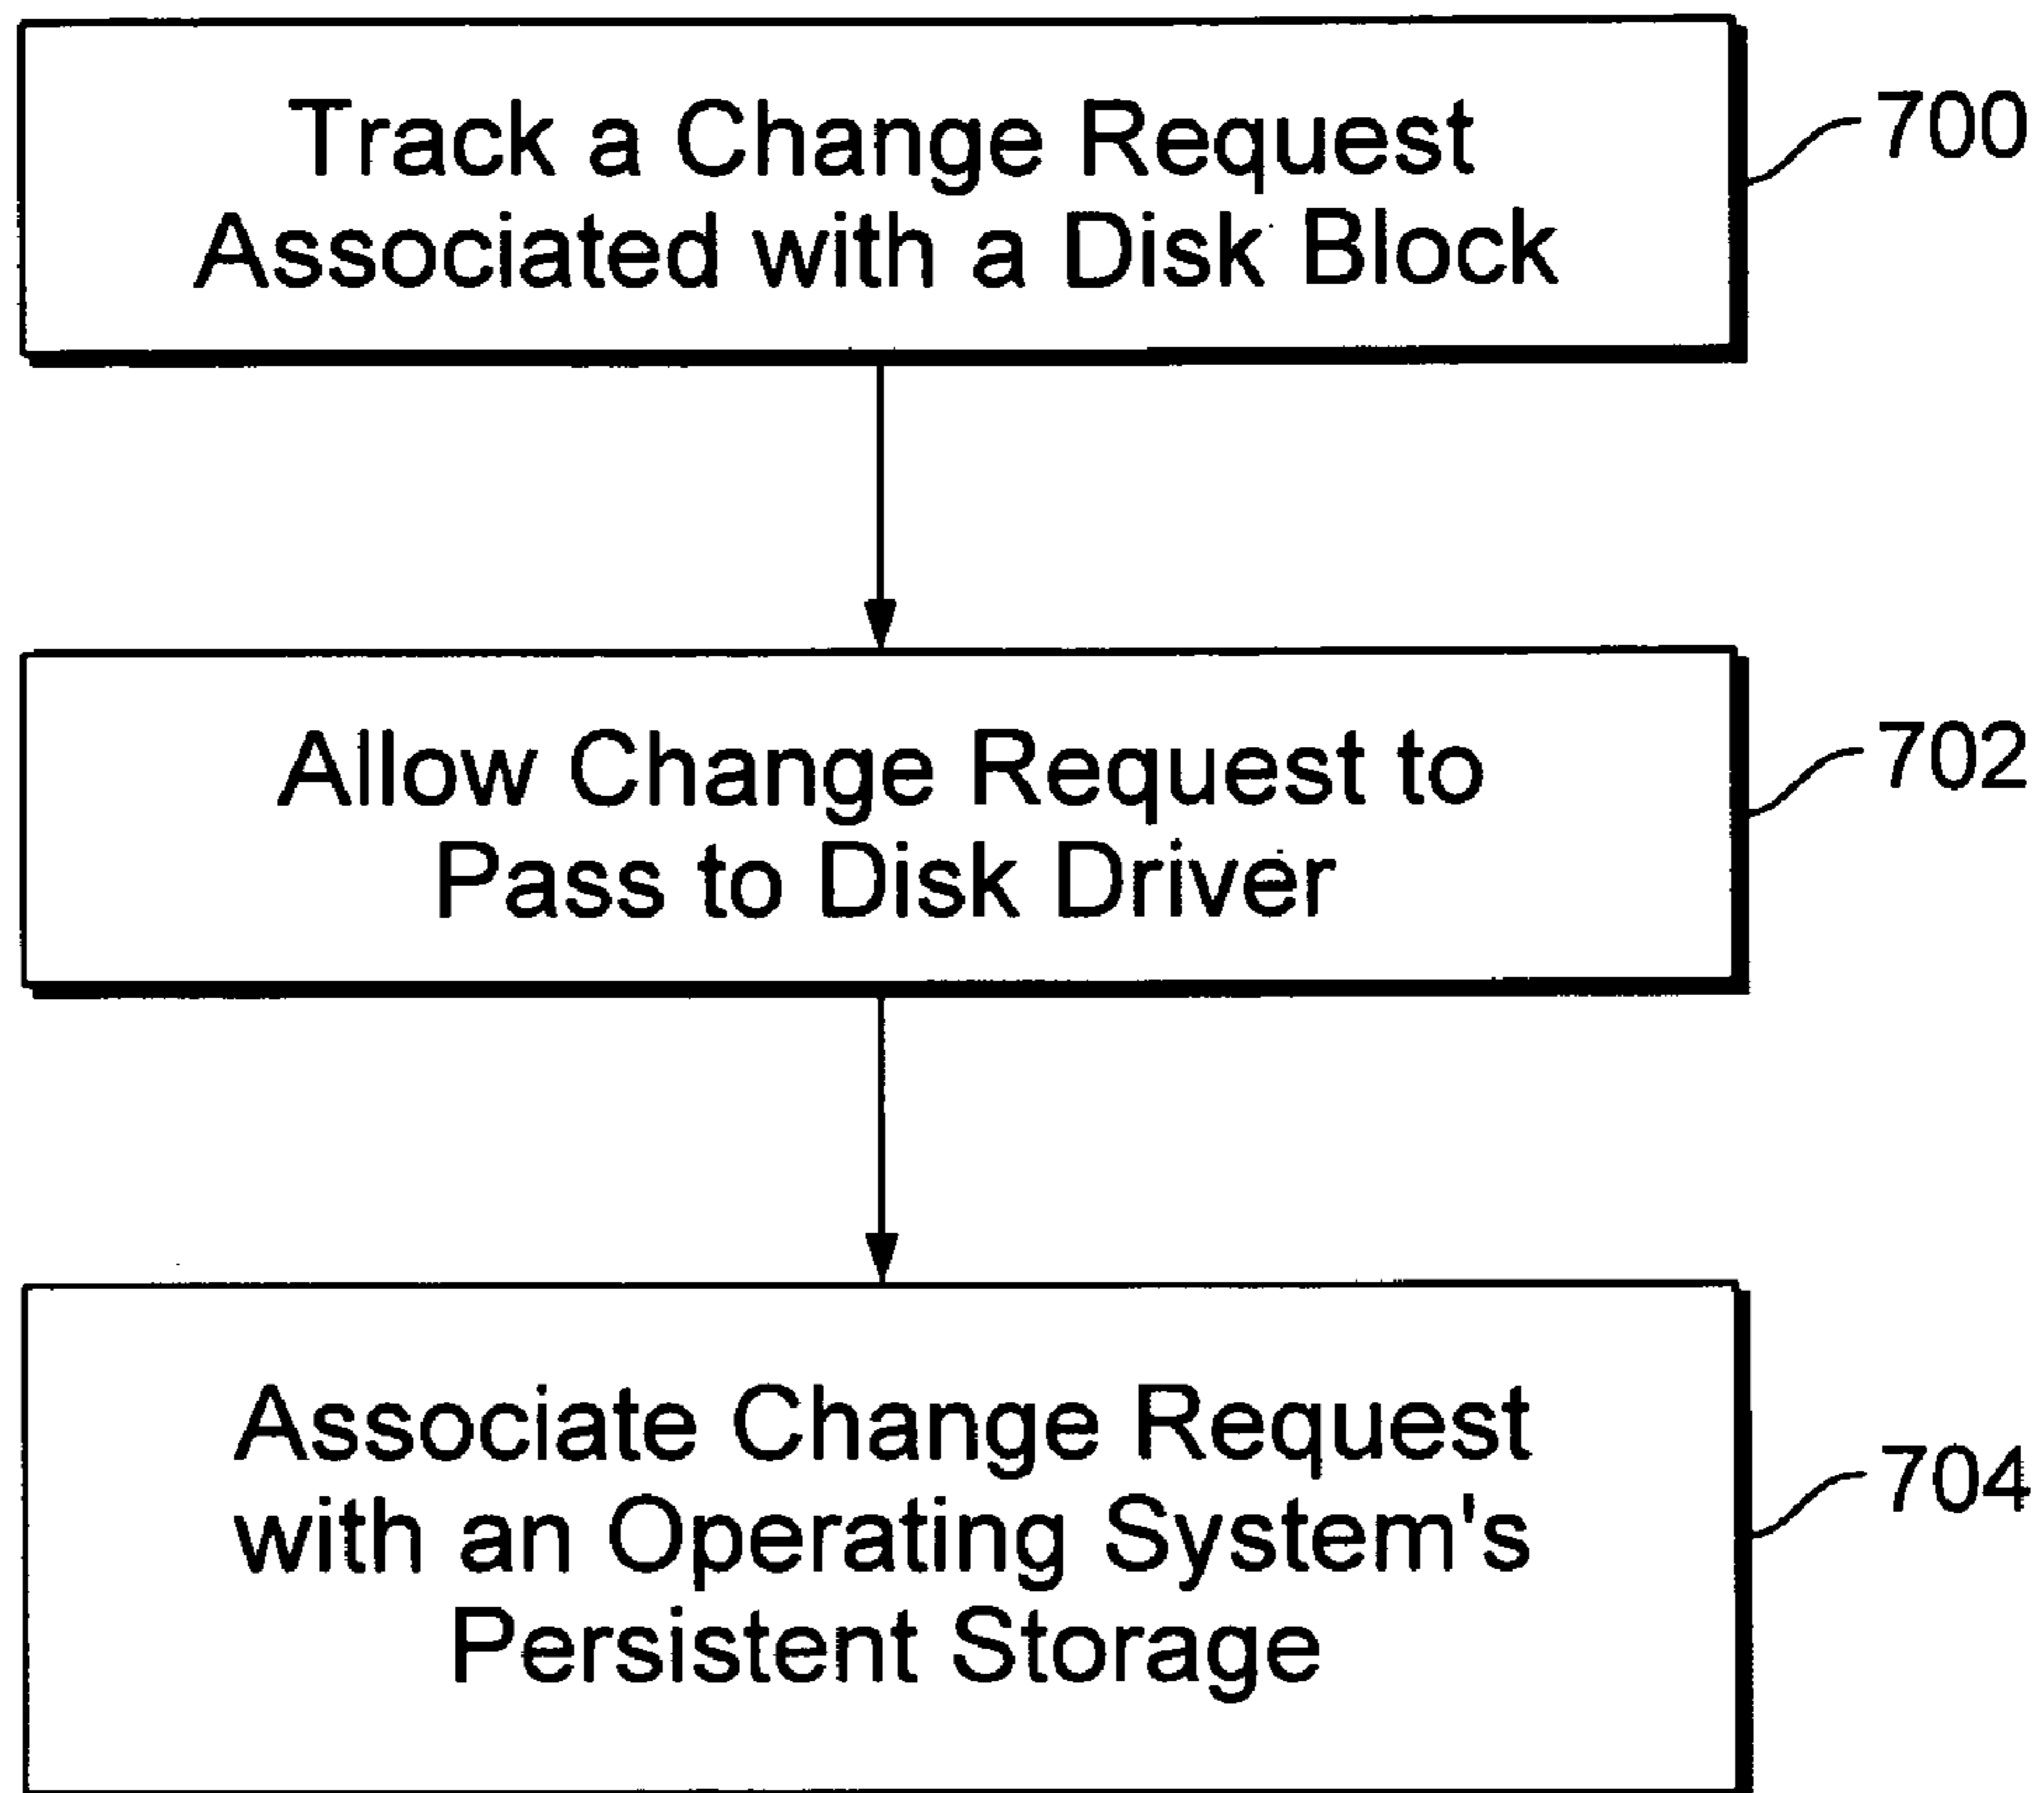 Track a Change Request
Associated with a Disk Block
700
Allow Change Request to
Pass to Disk Driver
702
Associate Change Request
with an Operating System's
Persistent Storage
704